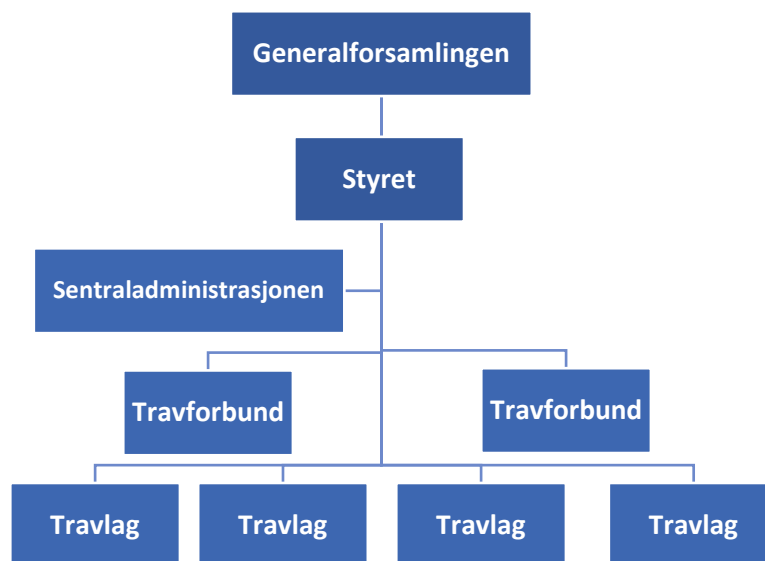 Generalforsamlingen
Styret
Sentraladministrasjonen
Travforbund
Travforbund
Travlag
Travlag
Travlag
Travlag